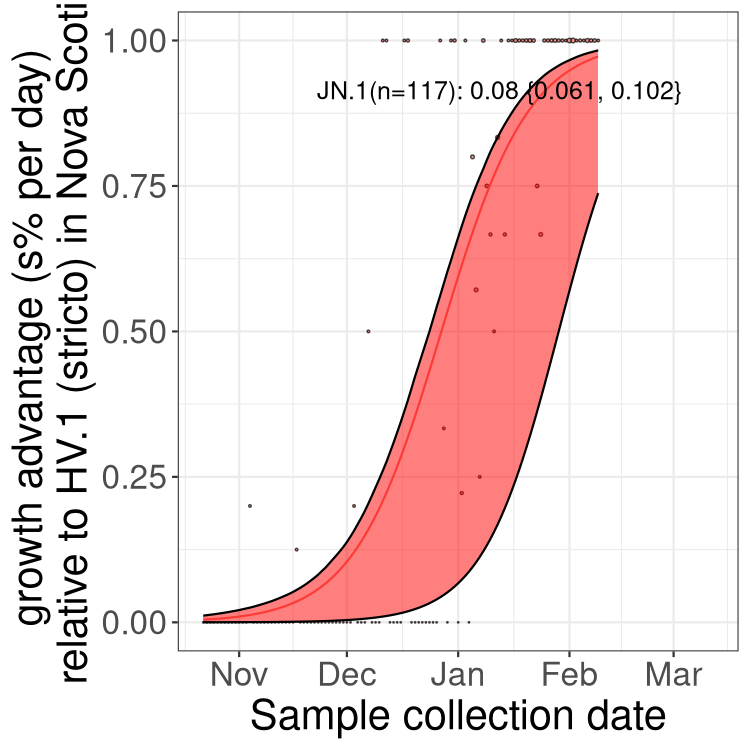 growth advantage (s% per day)
relative to HV.1 (stricto) in Nova Scoti
1.00
0.75
0.50
0.25
0.00
JN.1(n=117): 0.08 {0.061, 0.102}
Nov Dec Jan Feb Mar
Sample collection date